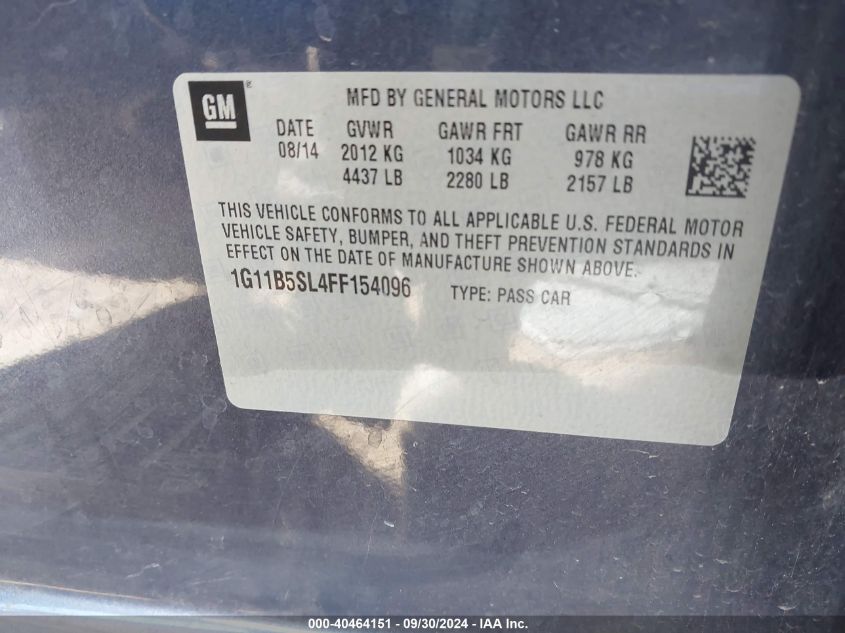 GM
MFD BY GENERAL MOTORS LLC
DATE GVWR GAWR FRT GAWR RR
08/14 2012 KG 1034 KG 978 KG
4437 LB 2280 LB 2157 LB
THIS VEHICLE CONFORMS TO ALL APPLICABLE U.S. FEDERAL MOTOR
VEHICLE SAFETY, BUMPER, AND THEFT PREVENTION STANDARDS IN
EFFECT ON THE DATE OF MANUFACTURE SHOWN ABOVE.
1G11B5SL4FF154096 TYPE: PASS CAR
000-40464151 - 09/30/2024 - IAA Inc.